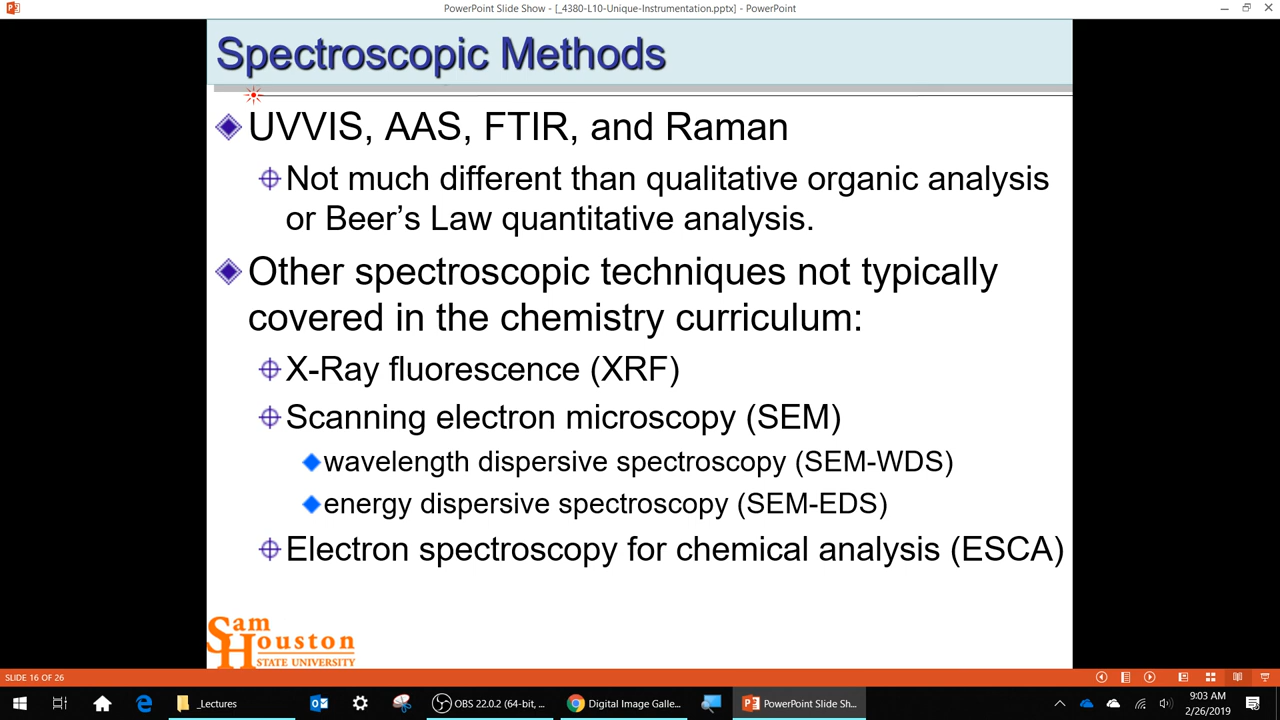 PowerPoint Slide Show - [_4380-L10-Unique-Instrumentation.pptx] - PowerPoint
Spectroscopic Methods
UVVIS, AAS, FTIR, and Raman
Not much different than qualitative organic analysis
or Beer's Law quantitative analysis.
Other spectroscopic techniques not typically
covered in the chemistry curriculum:
X-Ray fluorescence (XRF)
Scanning electron microscopy (SEM)
wavelength dispersive spectroscopy (SEM-WDS)
energy dispersive spectroscopy (SEM-EDS)
Electron spectroscopy for chemical analysis (ESCA)
Sam
Houston
STATE UNIVERSITY
SLIDE 16 OF 26
_Lectures
OBS 22.0.2 (64-bit, ...
Digital Image Galle...
PowerPoint Slide Sh...
9:03 AM
2/26/2019